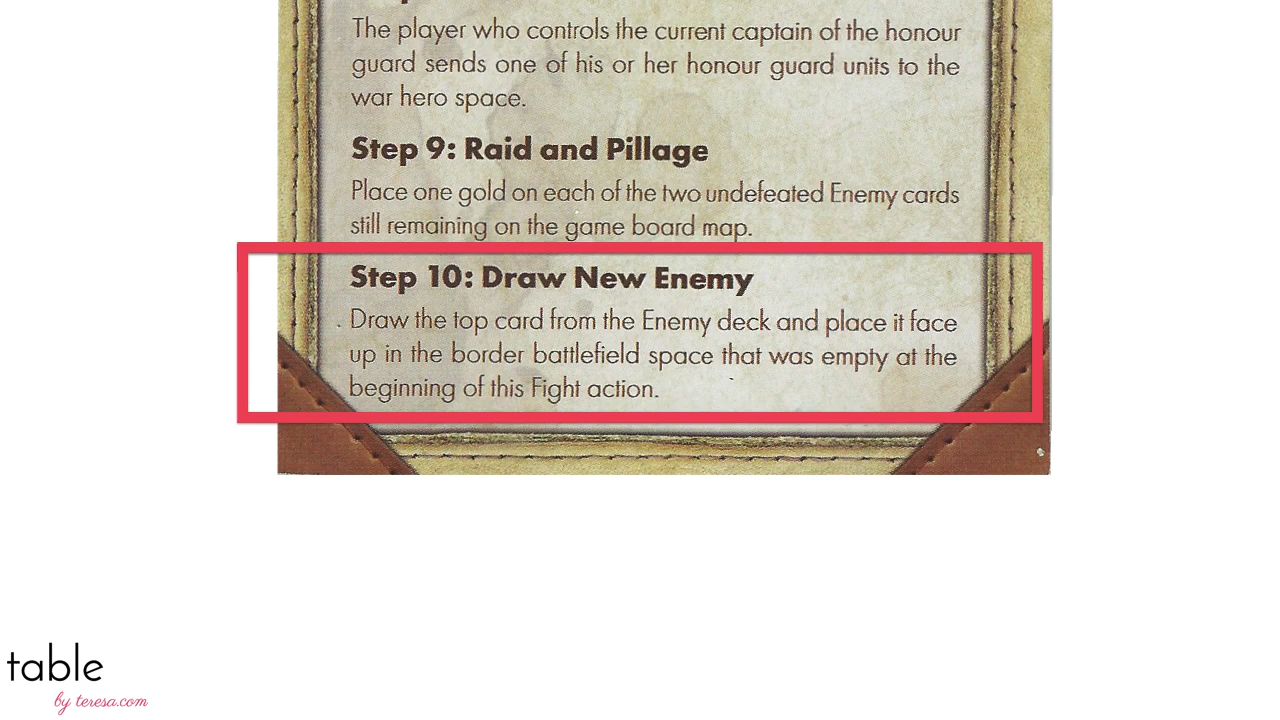 The player who controls the current captain of the honour
guard sends one of his or her honour guard units to the
war hero space.
Step 9: Raid and Pillage
Place one gold on each of the two undefeated Enemy cards
still remaining on the game board map.
Step 10: Draw New Enemy
Draw the top card from the Enemy deck and place it face
up in the border battlefield space that was empty at the
beginning of this Fight action.
table
by teresa.com